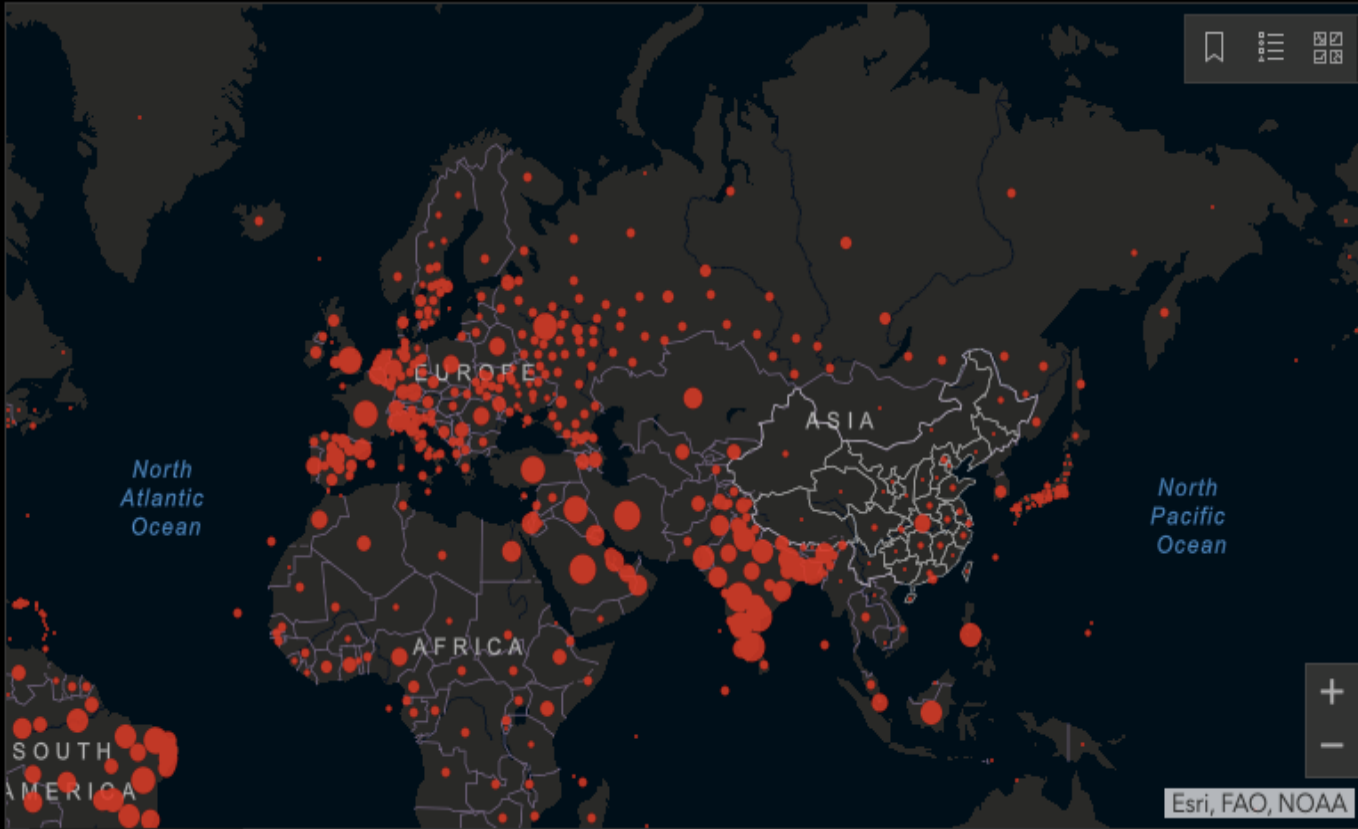 EUROPE
ASIA
North
Atlantic
Ocean
North
Pacific
Ocean
AFRICA
SOUTH
AMERICA
+
−
Esri, FAO, NOAA